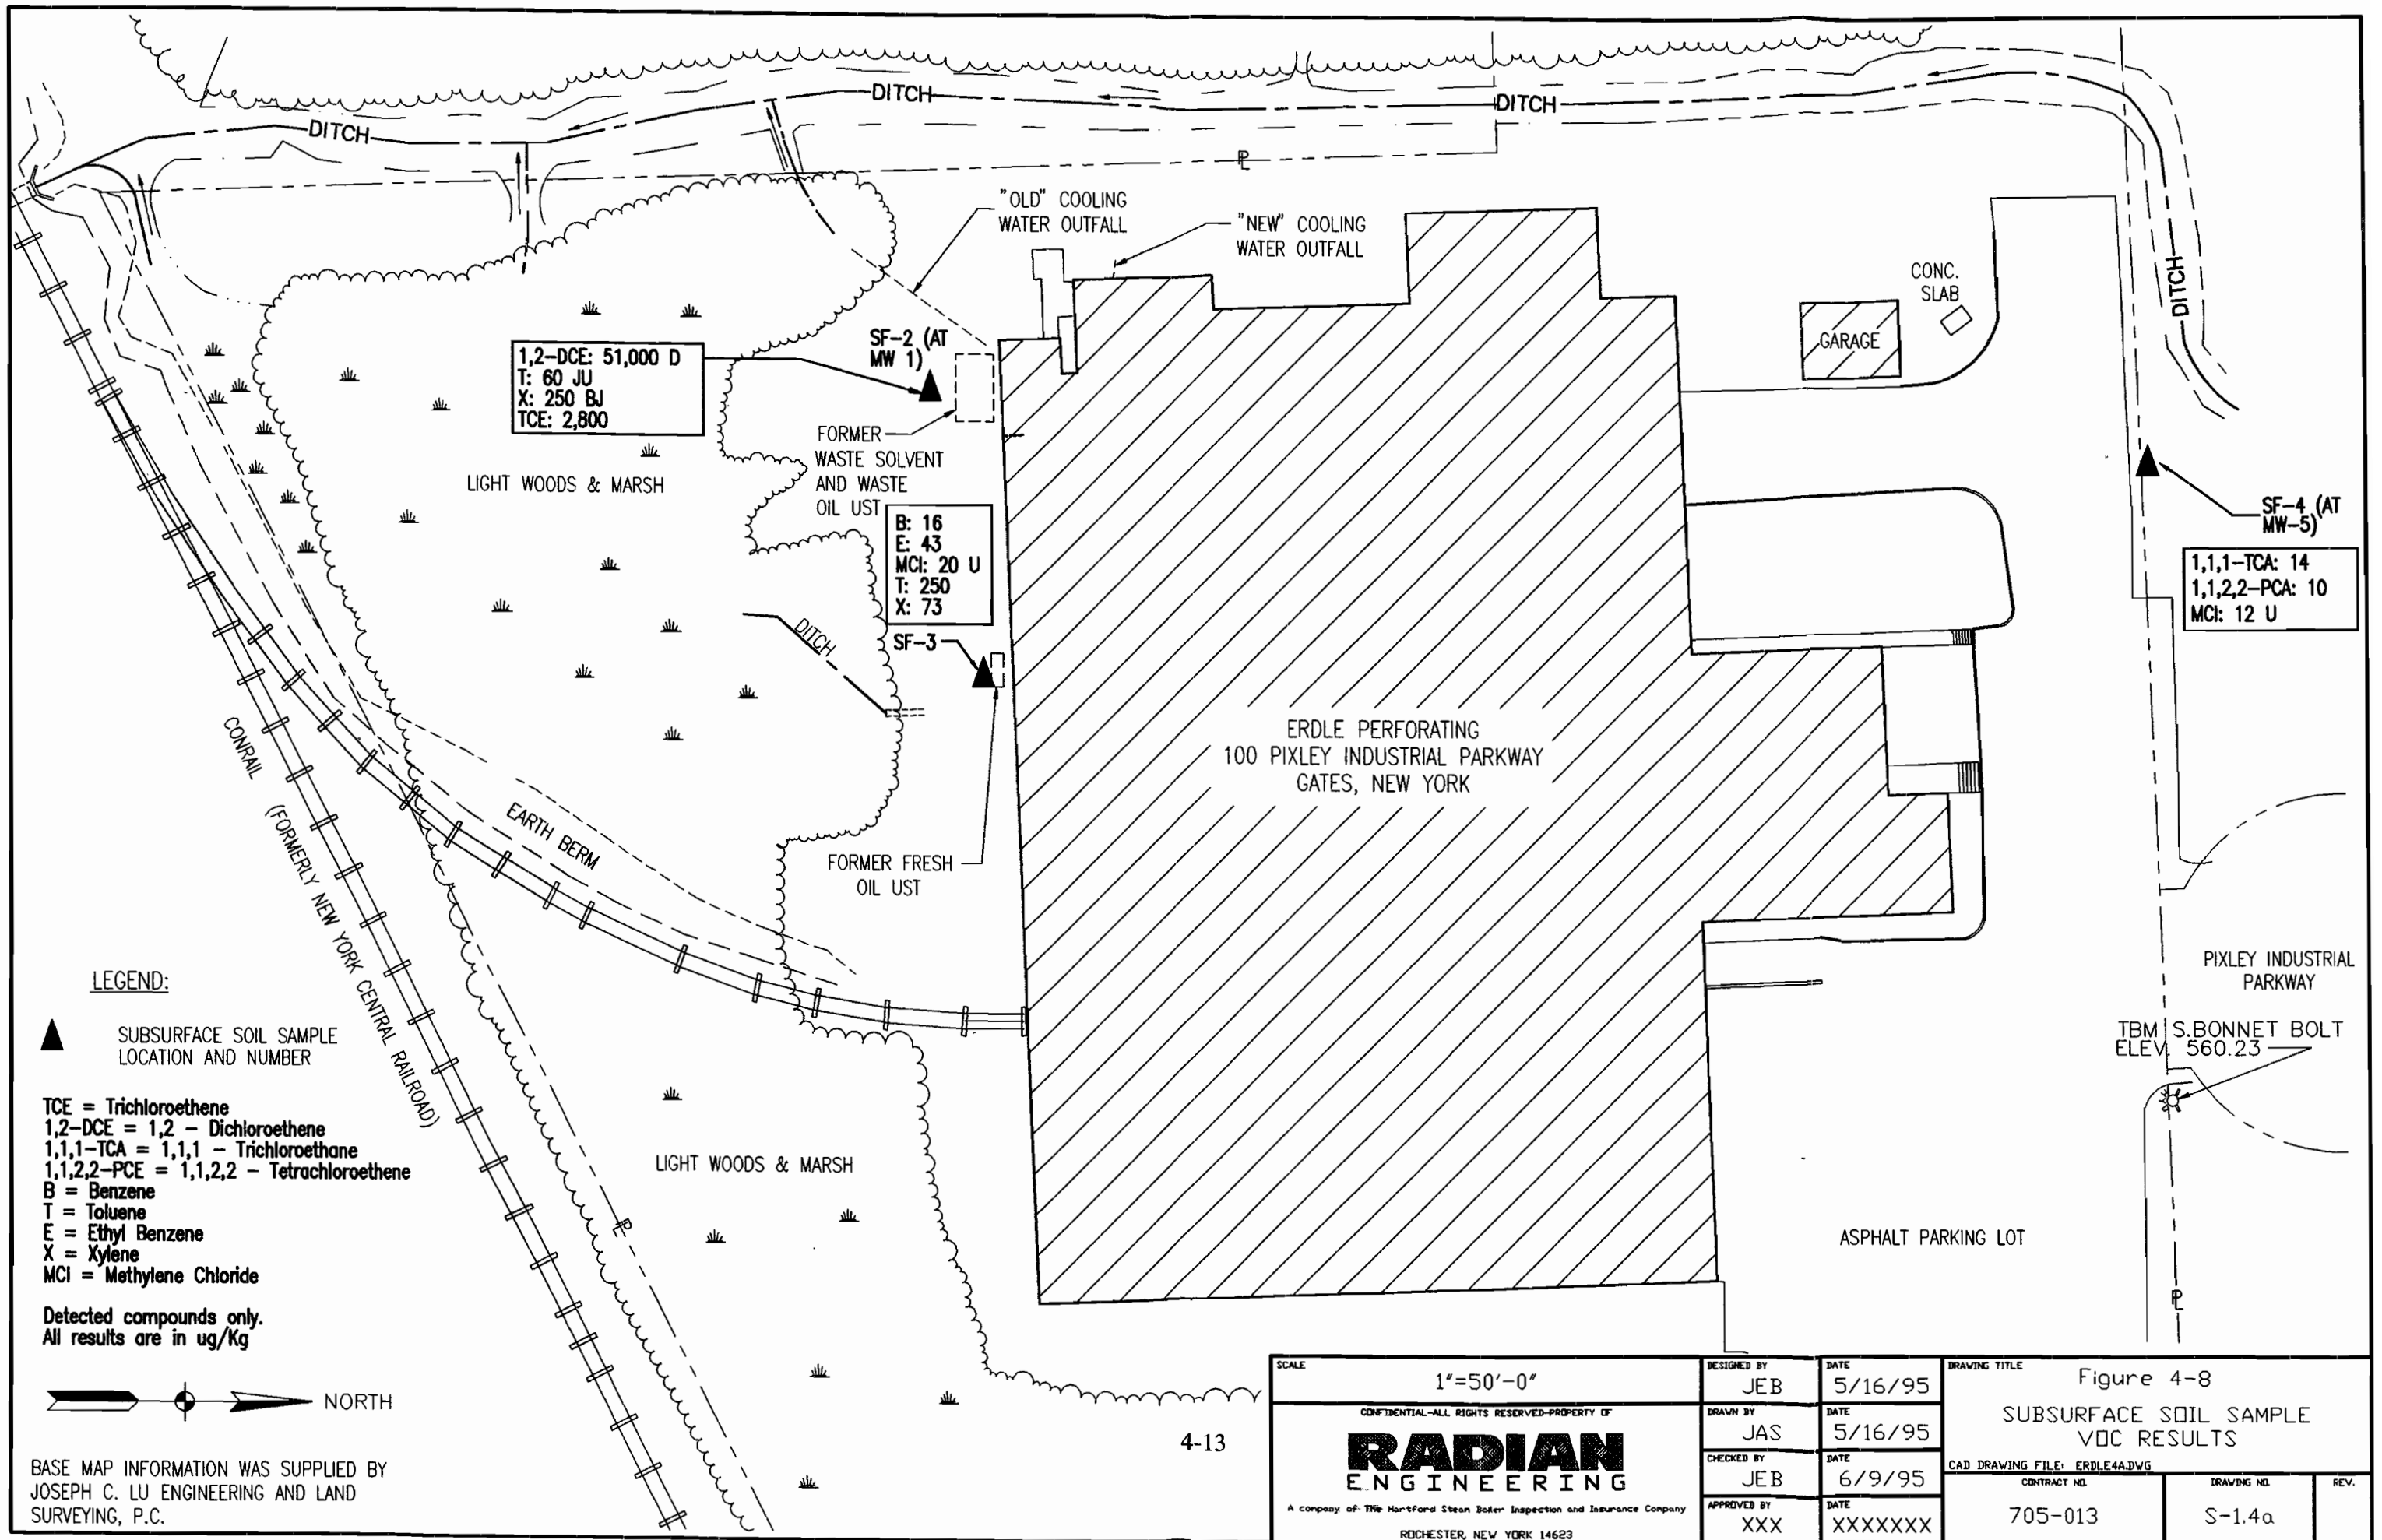 DITCH
DITCH
DITCH
DITCH
PL
"OLD" COOLING
WATER OUTFALL
"NEW" COOLING
WATER OUTFALL
CONC.
SLAB
GARAGE
SF-2 (AT
MW 1)
1,2-DCE: 51,000 D
T: 60 JU
X: 250 BJ
TCE: 2,800
FORMER
WASTE SOLVENT
AND WASTE
OIL UST
LIGHT WOODS & MARSH
B: 16
E: 43
MCl: 20 U
T: 250
X: 73
SF-3
DITCH
SF-4 (AT
MW-5)
1,1,1-TCA: 14
1,1,2,2-PCA: 10
MCl: 12 U
ERDLE PERFORATING
100 PIXLEY INDUSTRIAL PARKWAY
GATES, NEW YORK
CONRAIL (FORMERLY NEW YORK CENTRAL RAILROAD)
EARTH BERM
FORMER FRESH
OIL UST
PIXLEY INDUSTRIAL
PARKWAY
TBM S.BONNET BOLT
ELEV. 560.23
LEGEND:
SUBSURFACE SOIL SAMPLE
LOCATION AND NUMBER
TCE = Trichloroethene
1,2-DCE = 1,2 - Dichloroethene
1,1,1-TCA = 1,1,1 - Trichloroethane
1,1,2,2-PCE = 1,1,2,2 - Tetrachloroethene
B = Benzene
T = Toluene
E = Ethyl Benzene
X = Xylene
MCl = Methylene Chloride
Detected compounds only.
All results are in ug/Kg
LIGHT WOODS & MARSH
PL
ASPHALT PARKING LOT
PL
NORTH
BASE MAP INFORMATION WAS SUPPLIED BY
JOSEPH C. LU ENGINEERING AND LAND
SURVEYING, P.C.
4-13
SCALE
1"=50'-0"
CONFIDENTIAL-ALL RIGHTS RESERVED-PROPERTY OF
RADIAN
ENGINEERING
A company of The Hartford Steam Boiler Inspection and Insurance Company
ROCHESTER, NEW YORK 14623
DESIGNED BY
JEB
DATE
5/16/95
DRAWN BY
JAS
DATE
5/16/95
CHECKED BY
JEB
DATE
6/9/95
APPROVED BY
XXX
DATE
XXXXXXX
DRAWING TITLE
Figure 4-8
SUBSURFACE SOIL SAMPLE
VOC RESULTS
CAD DRAWING FILE: ERDLE4A.DWG
CONTRACT NO.
705-013
DRAWING NO.
S-1.4a
REV.